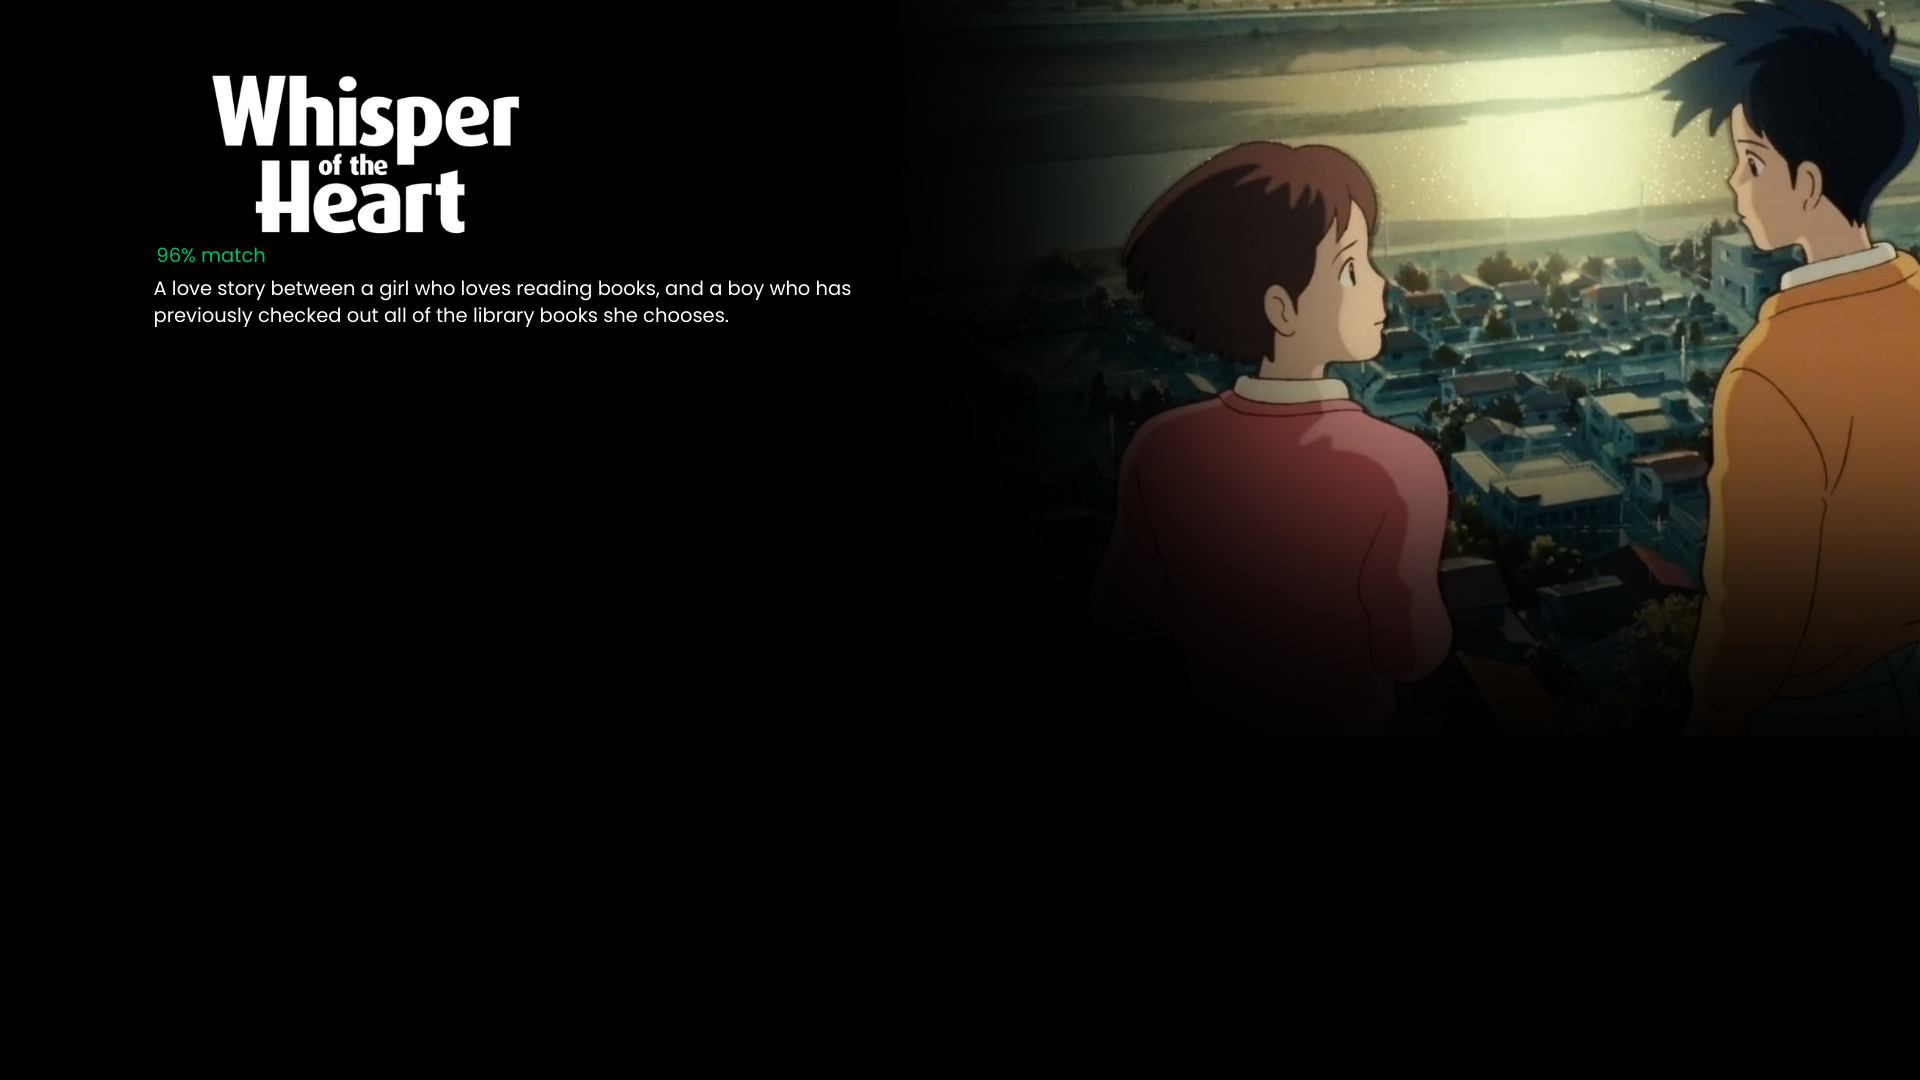 Whisper
of the
Heart
96% match
A love story between a girl who loves reading books, and a boy who has
previously checked out all of the library books she chooses.